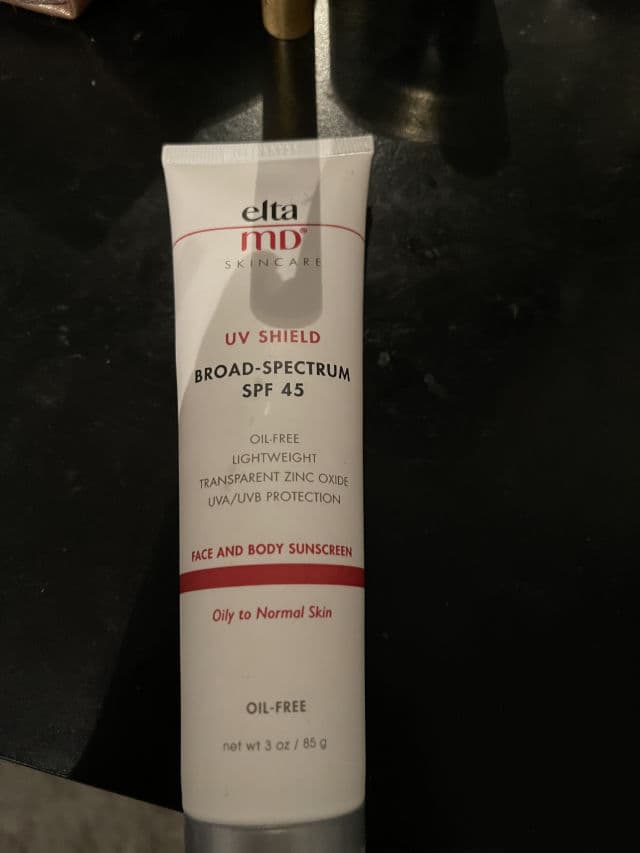 elta
MD®
SKINCARE
UV SHIELD
BROAD-SPECTRUM
SPF 45
OIL-FREE
LIGHTWEIGHT
TRANSPARENT ZINC OXIDE
UVA/UVB PROTECTION
FACE AND BODY SUNSCREEN
Oily to Normal Skin
OIL-FREE
net wt 3 oz / 85 g